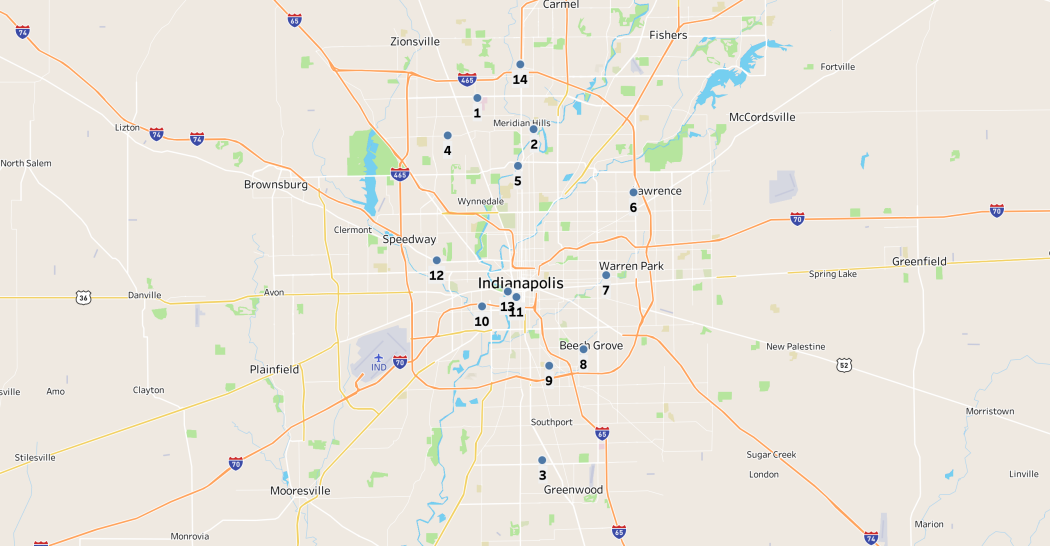 Carmel
65
74
Fishers
Zionsville
Fortville
14
465
1
McCordsville
Meridian Hills
Lizton
74
74
2
4
North Salem
5
465
Brownsburg
awrence
Wynnedale
6
70
70
Clermont
Speedway
12
Warren Park
Greenfield
Spring Lake
Indianapolis
7
36
Danville
Avon
13
11
10
Beech Grove
New Palestine
IND
70
8
52
Plainfield
9
sville
Amo
Clayton
Morristown
Southport
65
Stilesville
70
Sugar Creek
London
Linville
3
Mooresville
Greenwood
Marion
Monrovia
65
74